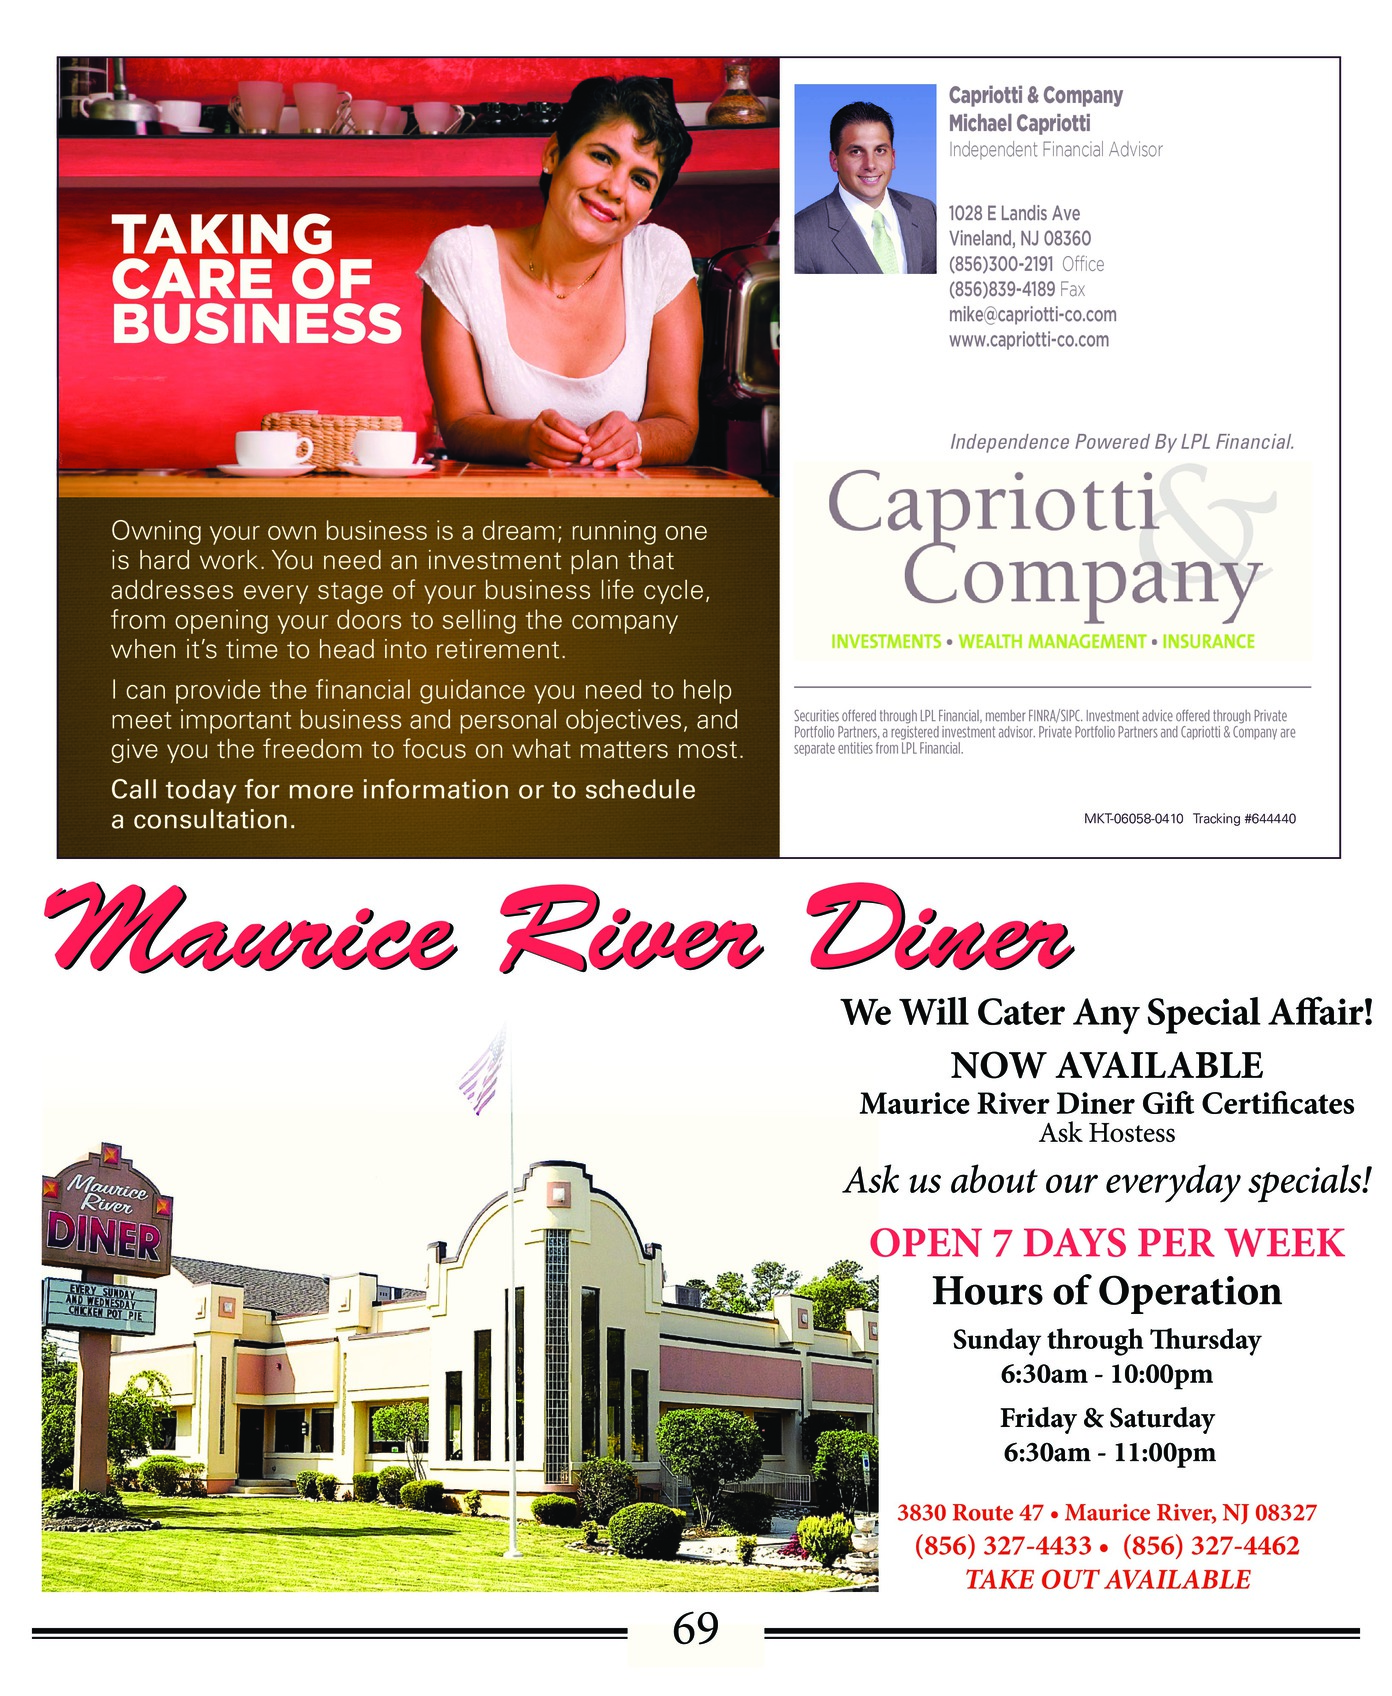 TAKING
CARE OF
BUSINESS
Owning your own business is a dream; running one
is hard work. You need an investment plan that
addresses every stage of your business life cycle,
from opening your doors to selling the company
when it's time to head into retirement.
I can provide the financial guidance you need to help
meet important business and personal objectives, and
give you the freedom to focus on what matters most.
Call today for more information or to schedule
a consultation.
Capriotti & Company
Michael Capriotti
Independent Financial Advisor
1028 E Landis Ave
Vineland, NJ 08360
(856)300-2191 Office
(856)839-4189 Fax
mike@capriotti-co.com
www.capriotti-co.com
Independence Powered By LPL Financial.
Capriotti &
Company
INVESTMENTS • WEALTH MANAGEMENT • INSURANCE
Securities offered through LPL Financial, member FINRA/SIPC. Investment advice offered through Private
Portfolio Partners, a registered investment advisor. Private Portfolio Partners and Capriotti & Company are
separate entities from LPL Financial.
MKT-06058-0410 Tracking #644440
Maurice River Diner
Maurice
River
DINER
EVERY SUNDAY
AND WEDNESDAY
CHICKEN POT PIE
We Will Cater Any Special Affair!
NOW AVAILABLE
Maurice River Diner Gift Certificates
Ask Hostess
Ask us about our everyday specials!
OPEN 7 DAYS PER WEEK
Hours of Operation
Sunday through Thursday
6:30am - 10:00pm
Friday & Saturday
6:30am - 11:00pm
3830 Route 47 • Maurice River, NJ 08327
(856) 327-4433 • (856) 327-4462
TAKE OUT AVAILABLE
69